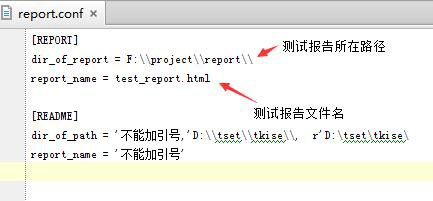 report.conf
[REPORT]
dir_of_report = F:\\project\\report\\
测试报告所在路径
report_name = test_report.html
测试报告文件名
[README]
dir_of_path = '不能加引号,'D:\\tset\\tkise\\,  r'D:\tset\tkise\
report_name = '不能加引号'